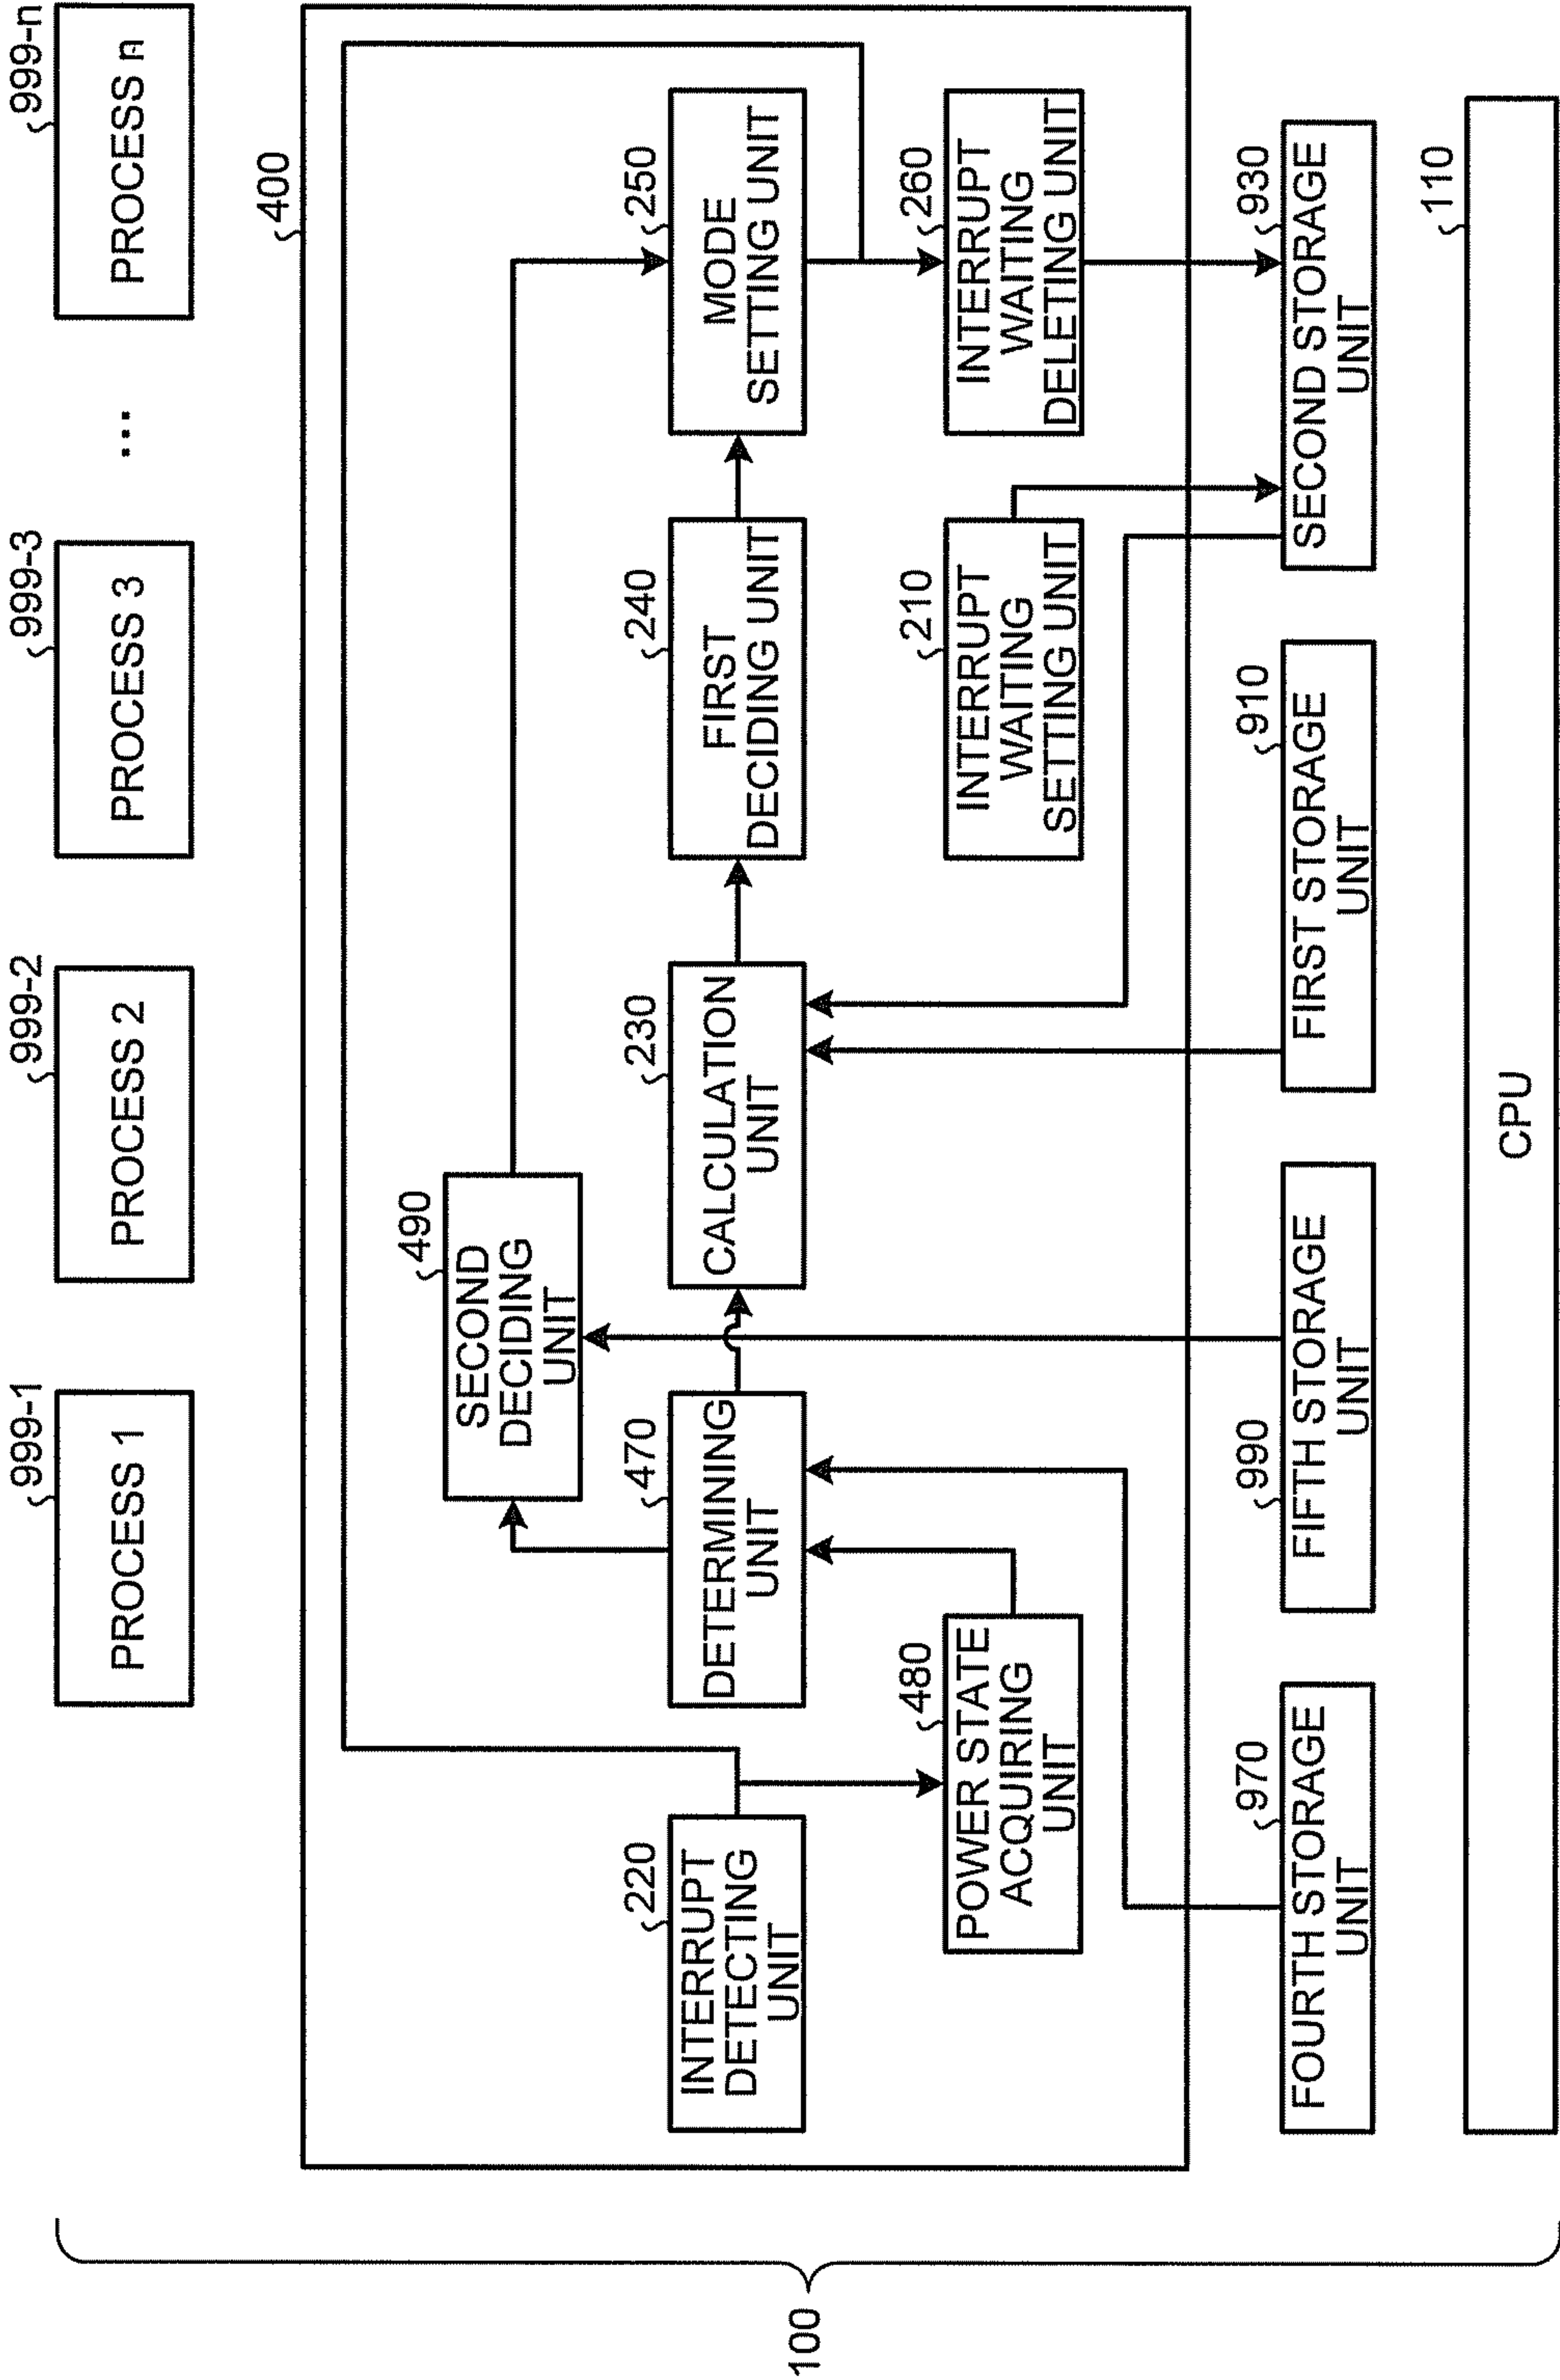 999-1
PROCESS 1
999-2
PROCESS 2
999-3
PROCESS 3
...
999-n
PROCESS n
400
490
SECOND
DECIDING
UNIT
220
INTERRUPT
DETECTING
UNIT
470
DETERMINING
UNIT
230
CALCULATION
UNIT
240
FIRST
DECIDING UNIT
250
MODE
SETTING UNIT
480
POWER STATE
ACQUIRING
UNIT
210
INTERRUPT
WAITING
SETTING UNIT
260
INTERRUPT
WAITING
DELETING UNIT
970
FOURTH STORAGE
UNIT
990
FIFTH STORAGE
UNIT
910
FIRST STORAGE
UNIT
930
SECOND STORAGE
UNIT
110
CPU
100